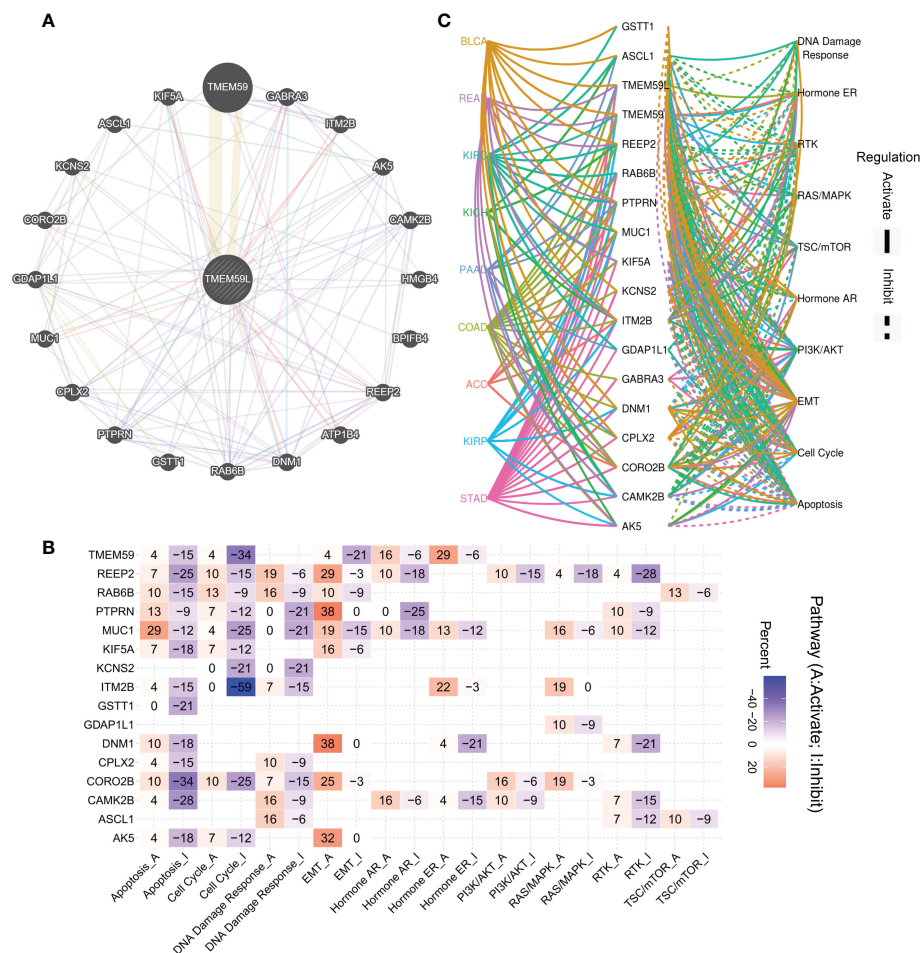 A
TMEM59
KIF5A
GABRA3
ASCL1
ITM2B
KCNS2
AK5
CORO2B
CAMK2B
GDAP1L1
TMEM59L
HMGB4
MUC1
BPIFB4
CPLX2
REEP2
PTPRN
ATP1B4
GSTT1
RAB6B
DNM1
C
BLCA
REA
KIRC
KICH
PAAD
COAD
ACC
KIRP
STAD
GSTT1
ASCL1
TMEM59L
TMEM59
REEP2
RAB6B
PTPRN
MUC1
KIF5A
KCNS2
ITM2B
GDAP1L1
GABRA3
DNM1
CPLX2
CORO2B
CAMK2B
AK5
DNA Damage
Response
Hormone ER
RTK
RAS/MAPK
TSC/mTOR
Hormone AR
PI3K/AKT
EMT
Cell Cycle
Apoptosis
Regulation
Activate
Inhibit
B
TMEM59 4 −15 4 −34 4 −21 16 −6 29 −6
REEP2 7 −25 10 −15 19 −6 29 −3 10 −18 10 −15 4 −18 4 −28
RAB6B 10 −15 13 −9 16 −9 10 −9 13 −6
PTPRN 13 −9 7 −12 0 −21 38 0 0 −25 10 −9
MUC1 29 −12 4 −25 0 −21 19 −15 10 −18 13 −12 16 −6 10 −12
KIF5A 7 −18 7 −12 16 −6
KCNS2 0 −21 0 −21
ITM2B 4 −15 0 −59 7 −15 22 −3 19 0
GSTT1 0 −21
GDAP1L1 10 −9
DNM1 10 −18 38 0 4 −21 7 −21
CPLX2 4 −15 10 −9
CORO2B 10 −34 10 −25 7 −15 25 −3 16 −6 19 −3
CAMK2B 4 −28 16 −9 16 −6 4 −15 10 −9 7 −15
ASCL1 16 −6 7 −12 10 −9
AK5 4 −18 7 −12 32 0
Apoptosis_A
Apoptosis_I
Cell Cycle_A
Cell Cycle_I
DNA Damage Response_A
DNA Damage Response_I
EMT_A
EMT_I
Hormone AR_A
Hormone AR_I
Hormone ER_A
Hormone ER_I
PI3K/AKT_A
PI3K/AKT_I
RAS/MAPK_A
RAS/MAPK_I
RTK_A
RTK_I
TSC/mTOR_A
TSC/mTOR_I
Pathway (A:Activate; I:Inhibit)
Percent
−40 −20 0 20